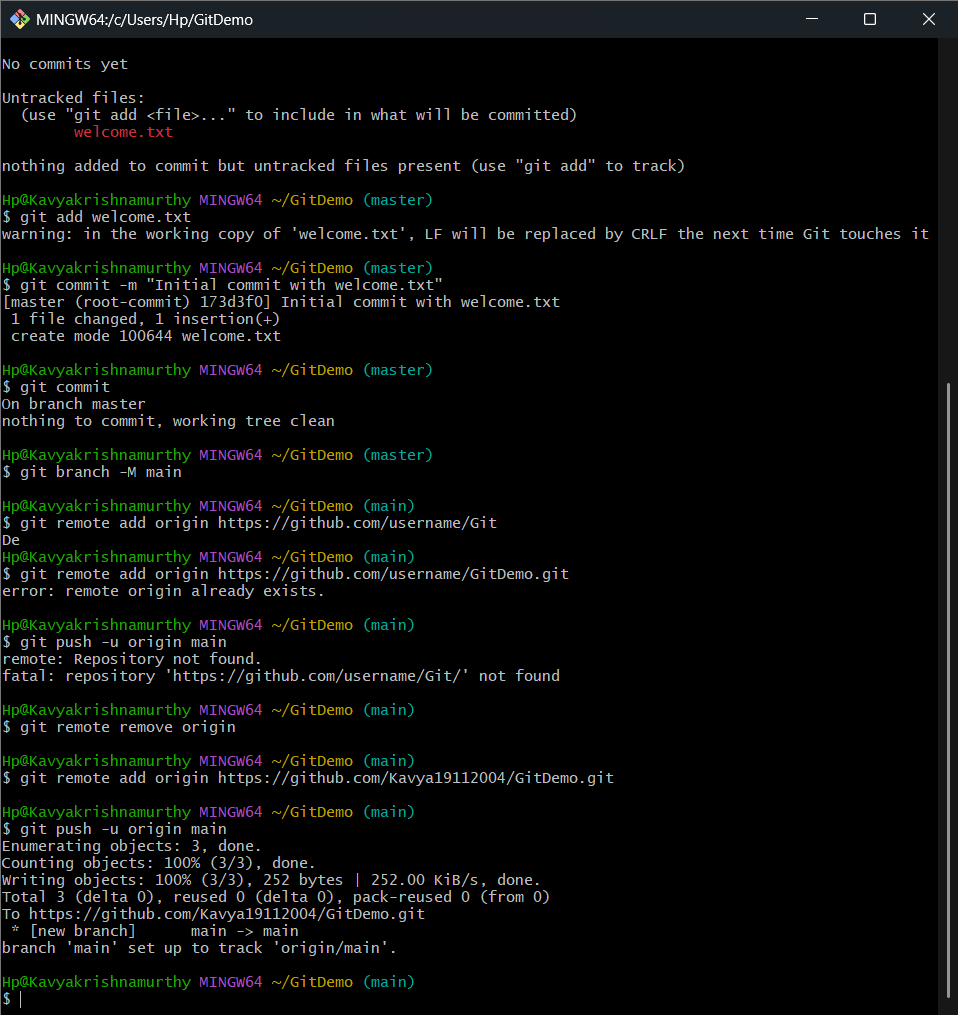 MINGW64:/c/Users/Hp/GitDemo
No commits yet
Untracked files:
  (use "git add <file>..." to include in what will be committed)
        welcome.txt
nothing added to commit but untracked files present (use "git add" to track)
Hp@Kavyakrishnamurthy MINGW64 ~/GitDemo (master)
$ git add welcome.txt
warning: in the working copy of 'welcome.txt', LF will be replaced by CRLF the next time Git touches it
Hp@Kavyakrishnamurthy MINGW64 ~/GitDemo (master)
$ git commit -m "Initial commit with welcome.txt"
[master (root-commit) 173d3f0] Initial commit with welcome.txt
 1 file changed, 1 insertion(+)
 create mode 100644 welcome.txt
Hp@Kavyakrishnamurthy MINGW64 ~/GitDemo (master)
$ git commit
On branch master
nothing to commit, working tree clean
Hp@Kavyakrishnamurthy MINGW64 ~/GitDemo (master)
$ git branch -M main
Hp@Kavyakrishnamurthy MINGW64 ~/GitDemo (main)
$ git remote add origin https://github.com/username/Git
De
Hp@Kavyakrishnamurthy MINGW64 ~/GitDemo (main)
$ git remote add origin https://github.com/username/GitDemo.git
error: remote origin already exists.
Hp@Kavyakrishnamurthy MINGW64 ~/GitDemo (main)
$ git push -u origin main
remote: Repository not found.
fatal: repository 'https://github.com/username/Git/' not found
Hp@Kavyakrishnamurthy MINGW64 ~/GitDemo (main)
$ git remote remove origin
Hp@Kavyakrishnamurthy MINGW64 ~/GitDemo (main)
$ git remote add origin https://github.com/Kavya19112004/GitDemo.git
Hp@Kavyakrishnamurthy MINGW64 ~/GitDemo (main)
$ git push -u origin main
Enumerating objects: 3, done.
Counting objects: 100% (3/3), done.
Writing objects: 100% (3/3), 252 bytes | 252.00 KiB/s, done.
Total 3 (delta 0), reused 0 (delta 0), pack-reused 0 (from 0)
To https://github.com/Kavya19112004/GitDemo.git
 * [new branch]      main -> main
branch 'main' set up to track 'origin/main'.
Hp@Kavyakrishnamurthy MINGW64 ~/GitDemo (main)
$